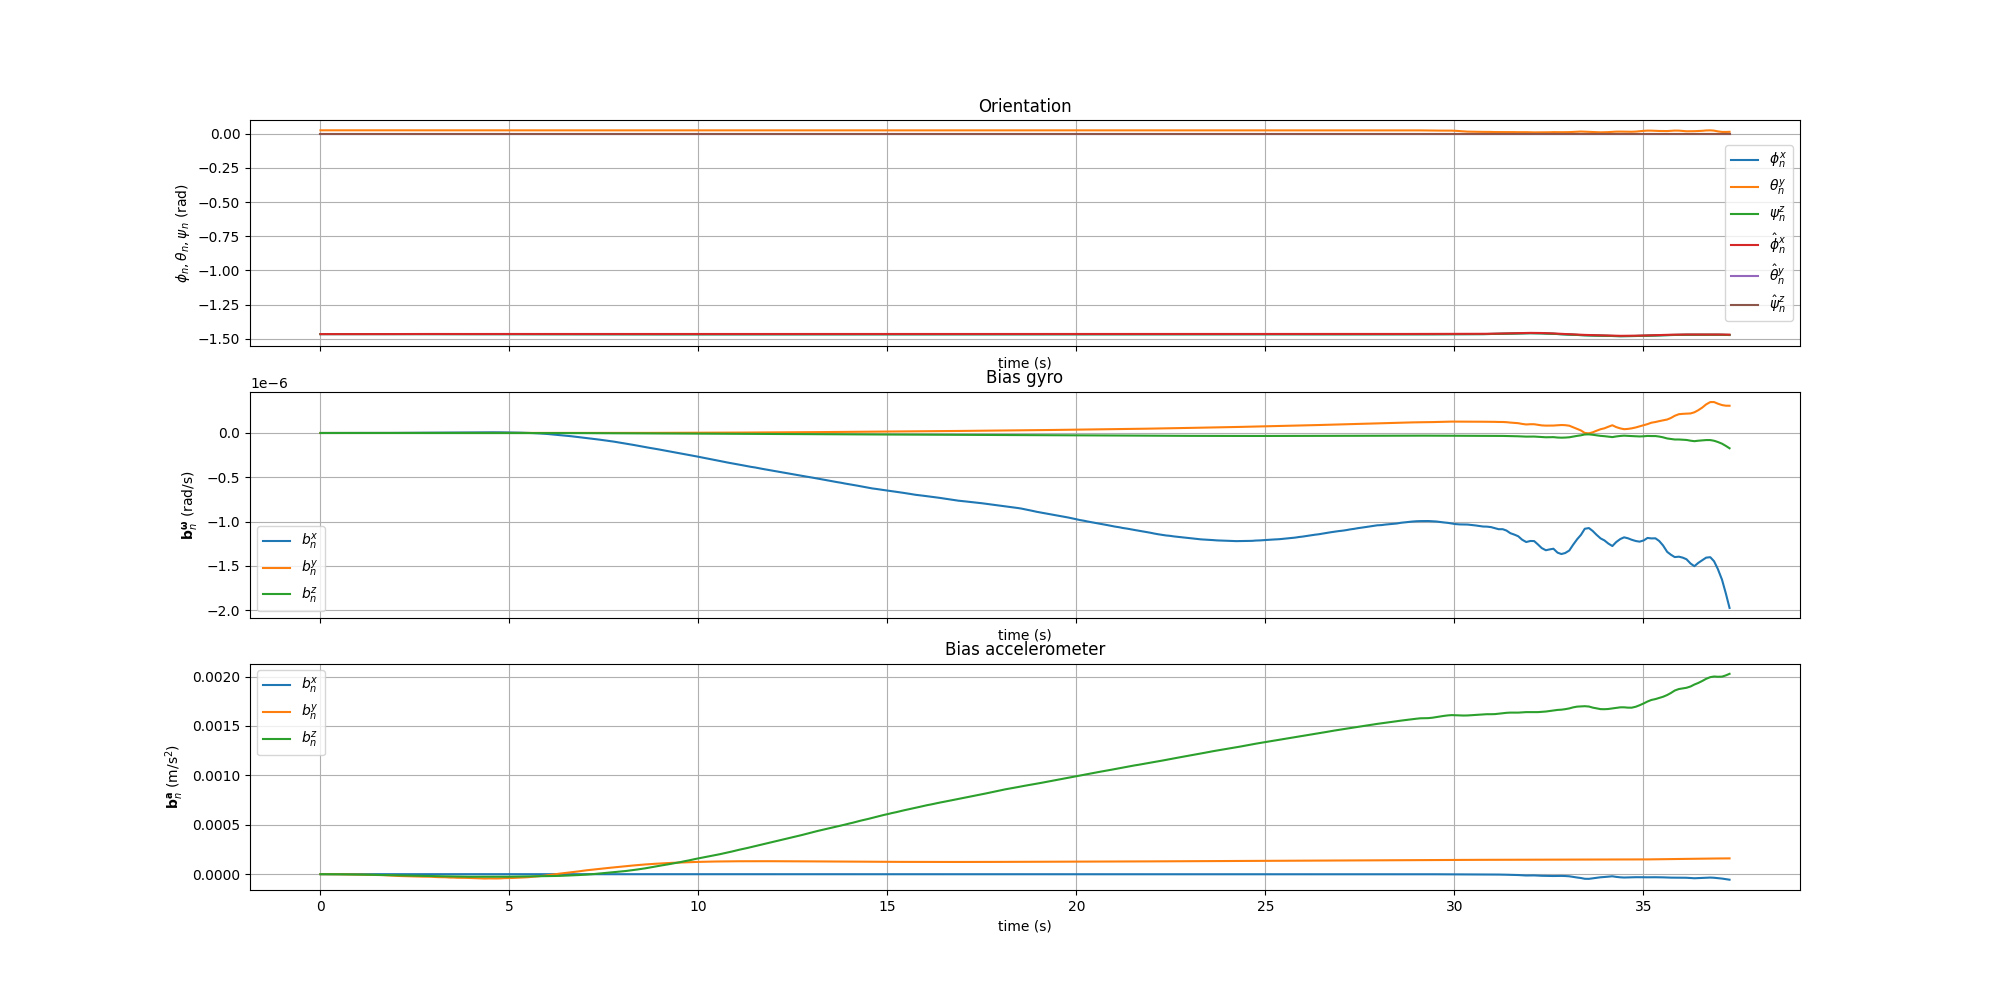 Orientation
0.00
−0.25
−0.50
−0.75
−1.00
−1.25
−1.50
ϕₙ, θₙ, ψₙ (rad)
ϕₙˣ
θₙʸ
ψₙᶻ
ϕ̂ₙˣ
θ̂ₙʸ
ψ̂ₙᶻ
time (s)
Bias gyro
1e−6
0.0
−0.5
−1.0
−1.5
−2.0
bₙ^ω (rad/s)
bₙˣ
bₙʸ
bₙᶻ
time (s)
Bias accelerometer
0.0020
0.0015
0.0010
0.0005
0.0000
bₙᵃ (m/s²)
bₙˣ
bₙʸ
bₙᶻ
0 5 10 15 20 25 30 35
time (s)